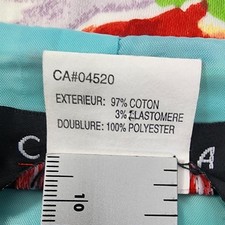 CA#04520
EXTERIEUR: 97% COTON
3% ELASTOMERE
DOUBLURE: 100% POLYESTER
C A
10